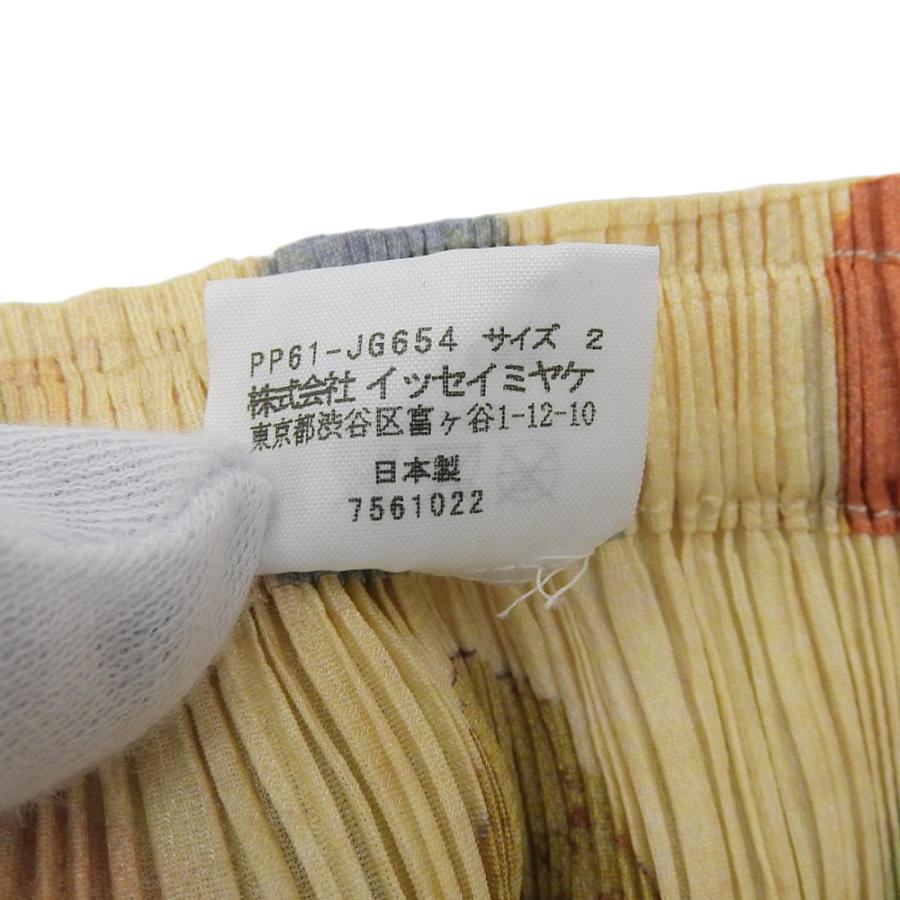 PP61-JG654 サイズ 2
株式会社 イッセイミヤケ
東京都渋谷区富ヶ谷1-12-10
日本製
7561022